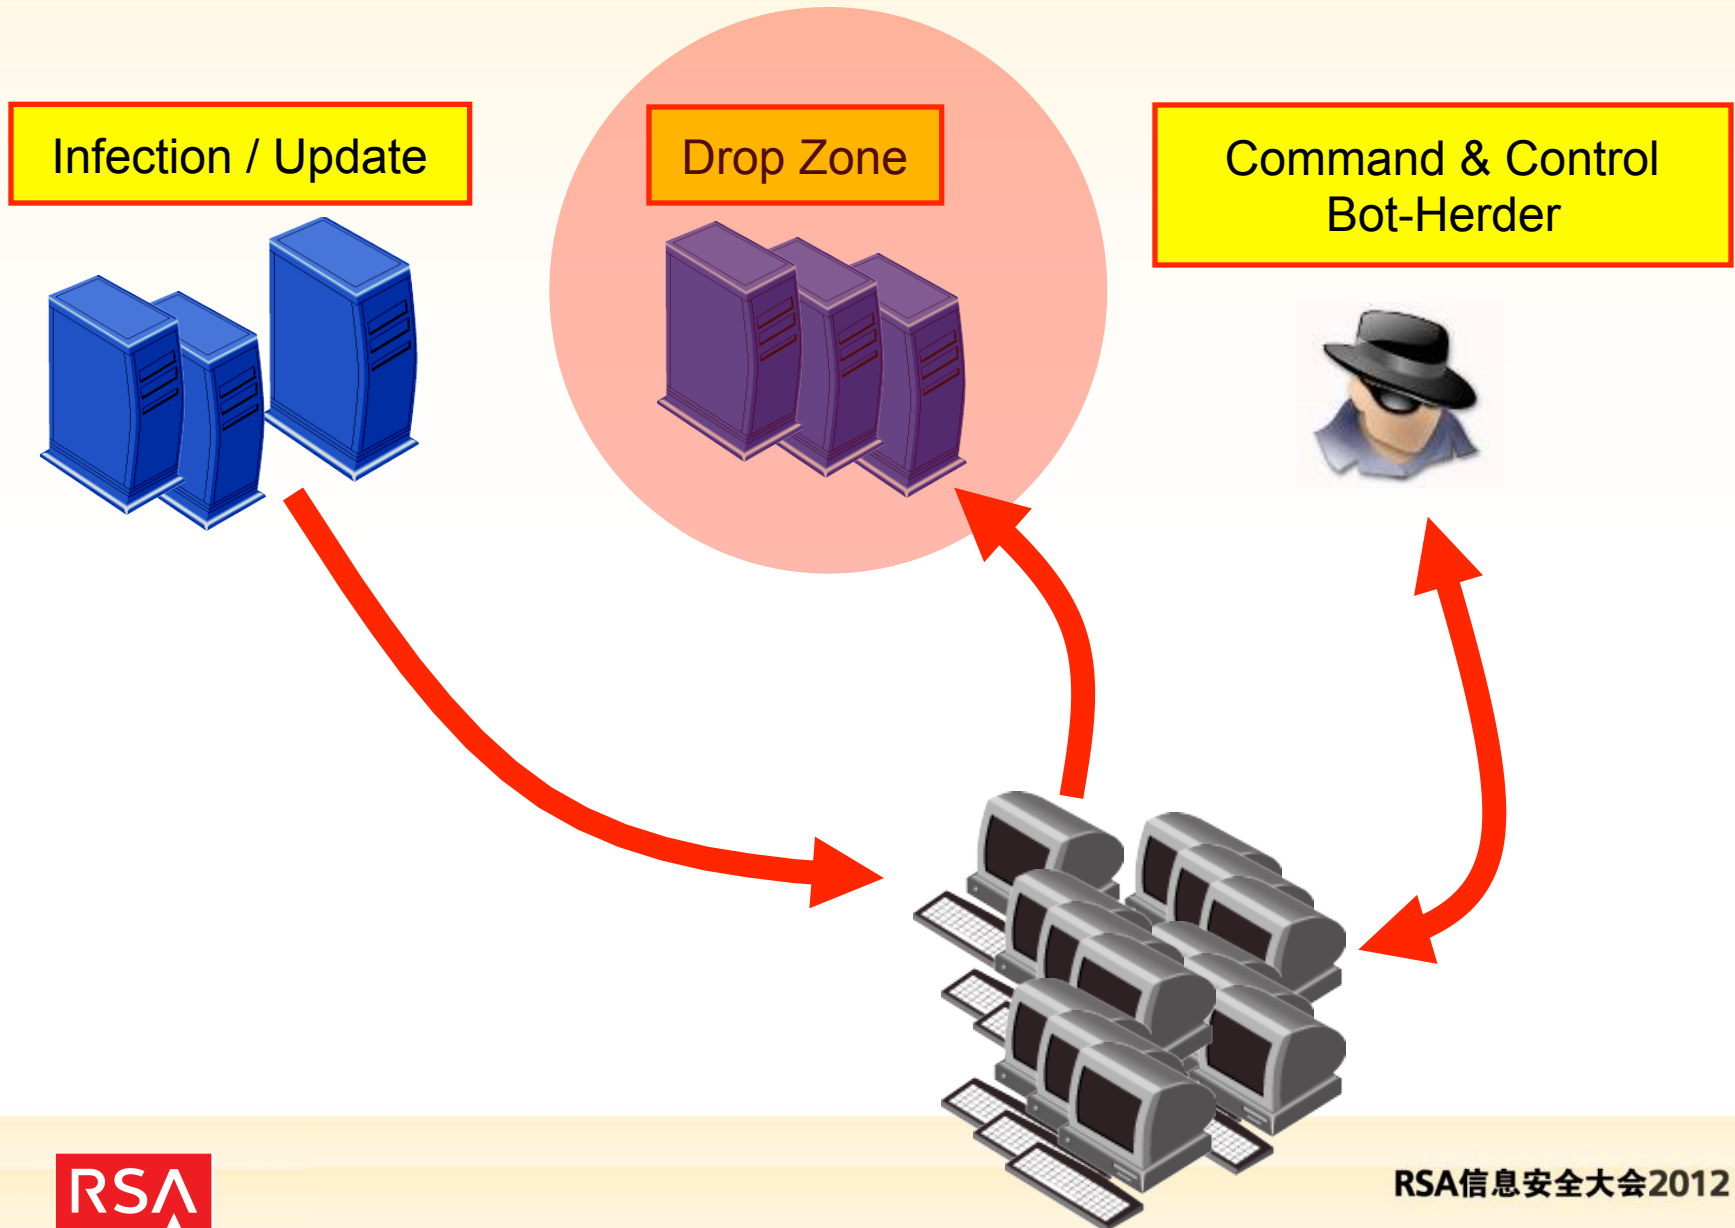 Infection / Update
Drop Zone
Command & Control
Bot-Herder
RSA
RSA信息安全大会2012